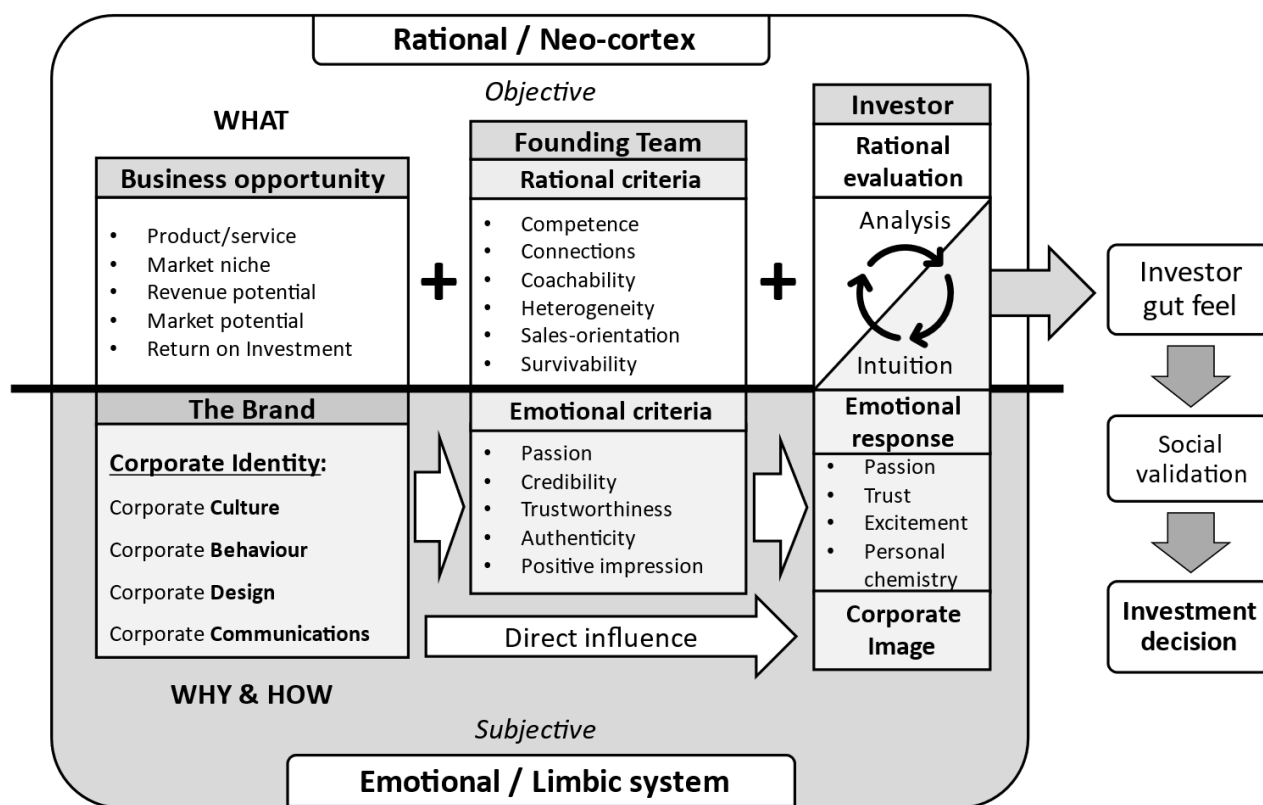 Rational / Neo-cortex
Objective
WHAT
Business opportunity
• Product/service
• Market niche
• Revenue potential
• Market potential
• Return on Investment
+
Founding Team
Rational criteria
• Competence
• Connections
• Coachability
• Heterogeneity
• Sales-orientation
• Survivability
+
Investor
Rational
evaluation
Analysis
Intuition
The Brand
Corporate Identity:
Corporate Culture
Corporate Behaviour
Corporate Design
Corporate Communications
Emotional criteria
• Passion
• Credibility
• Trustworthiness
• Authenticity
• Positive impression
Emotional
response
• Passion
• Trust
• Excitement
• Personal
chemistry
Direct influence
Corporate
Image
WHY & HOW
Subjective
Emotional / Limbic system
Investor
gut feel
Social
validation
Investment
decision